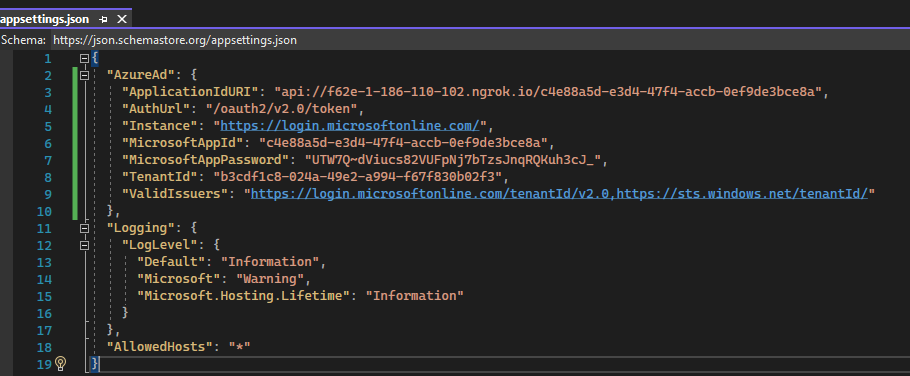 appsettings.json
Schema: https://json.schemastore.org/appsettings.json
1 {
2 "AzureAd": {
3 "ApplicationIdURI": "api://f62e-1-186-110-102.ngrok.io/c4e88a5d-e3d4-47f4-accb-0ef9de3bce8a",
4 "AuthUrl": "/oauth2/v2.0/token",
5 "Instance": "https://login.microsoftonline.com/",
6 "MicrosoftAppId": "c4e88a5d-e3d4-47f4-accb-0ef9de3bce8a",
7 "MicrosoftAppPassword": "UTW7Q~dViucs82VUFpNj7bTzsJnqRQKuh3cJ_",
8 "TenantId": "b3cdf1c8-024a-49e2-a994-f67f830b02f3",
9 "ValidIssuers": "https://login.microsoftonline.com/tenantId/v2.0,https://sts.windows.net/tenantId/"
10 },
11 "Logging": {
12 "LogLevel": {
13 "Default": "Information",
14 "Microsoft": "Warning",
15 "Microsoft.Hosting.Lifetime": "Information"
16 }
17 },
18 "AllowedHosts": "*"
19 }